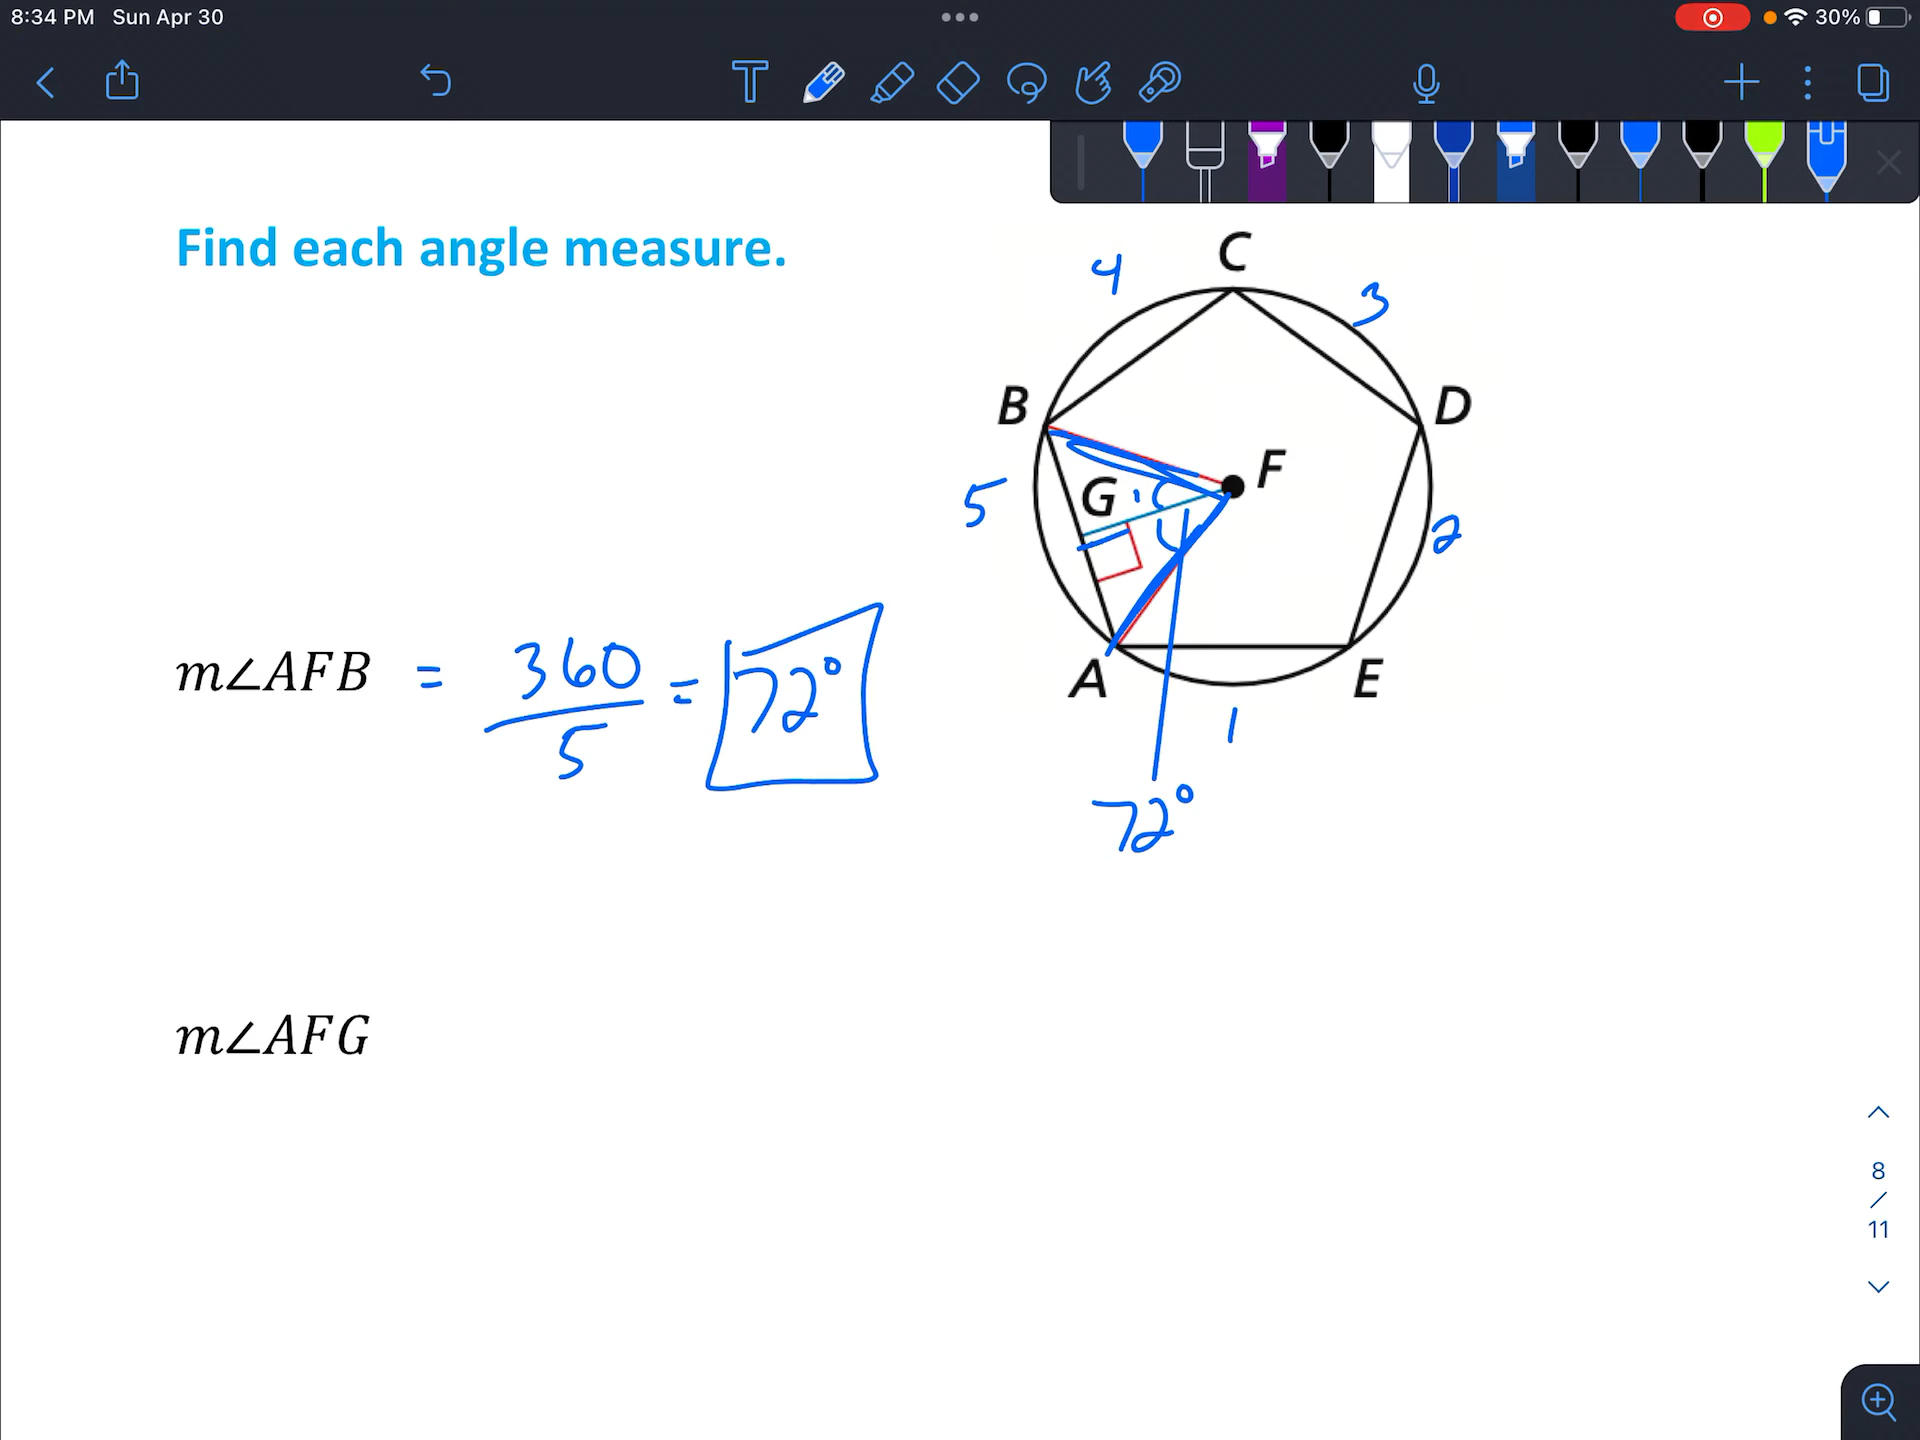 8:34 PM Sun Apr 30
30%
T
Find each angle measure.
C
4
3
B
D
F
G
5
2
A
E
1
72°
m∠AFB = 360/5 = 72°
m∠AFG
8
/
11